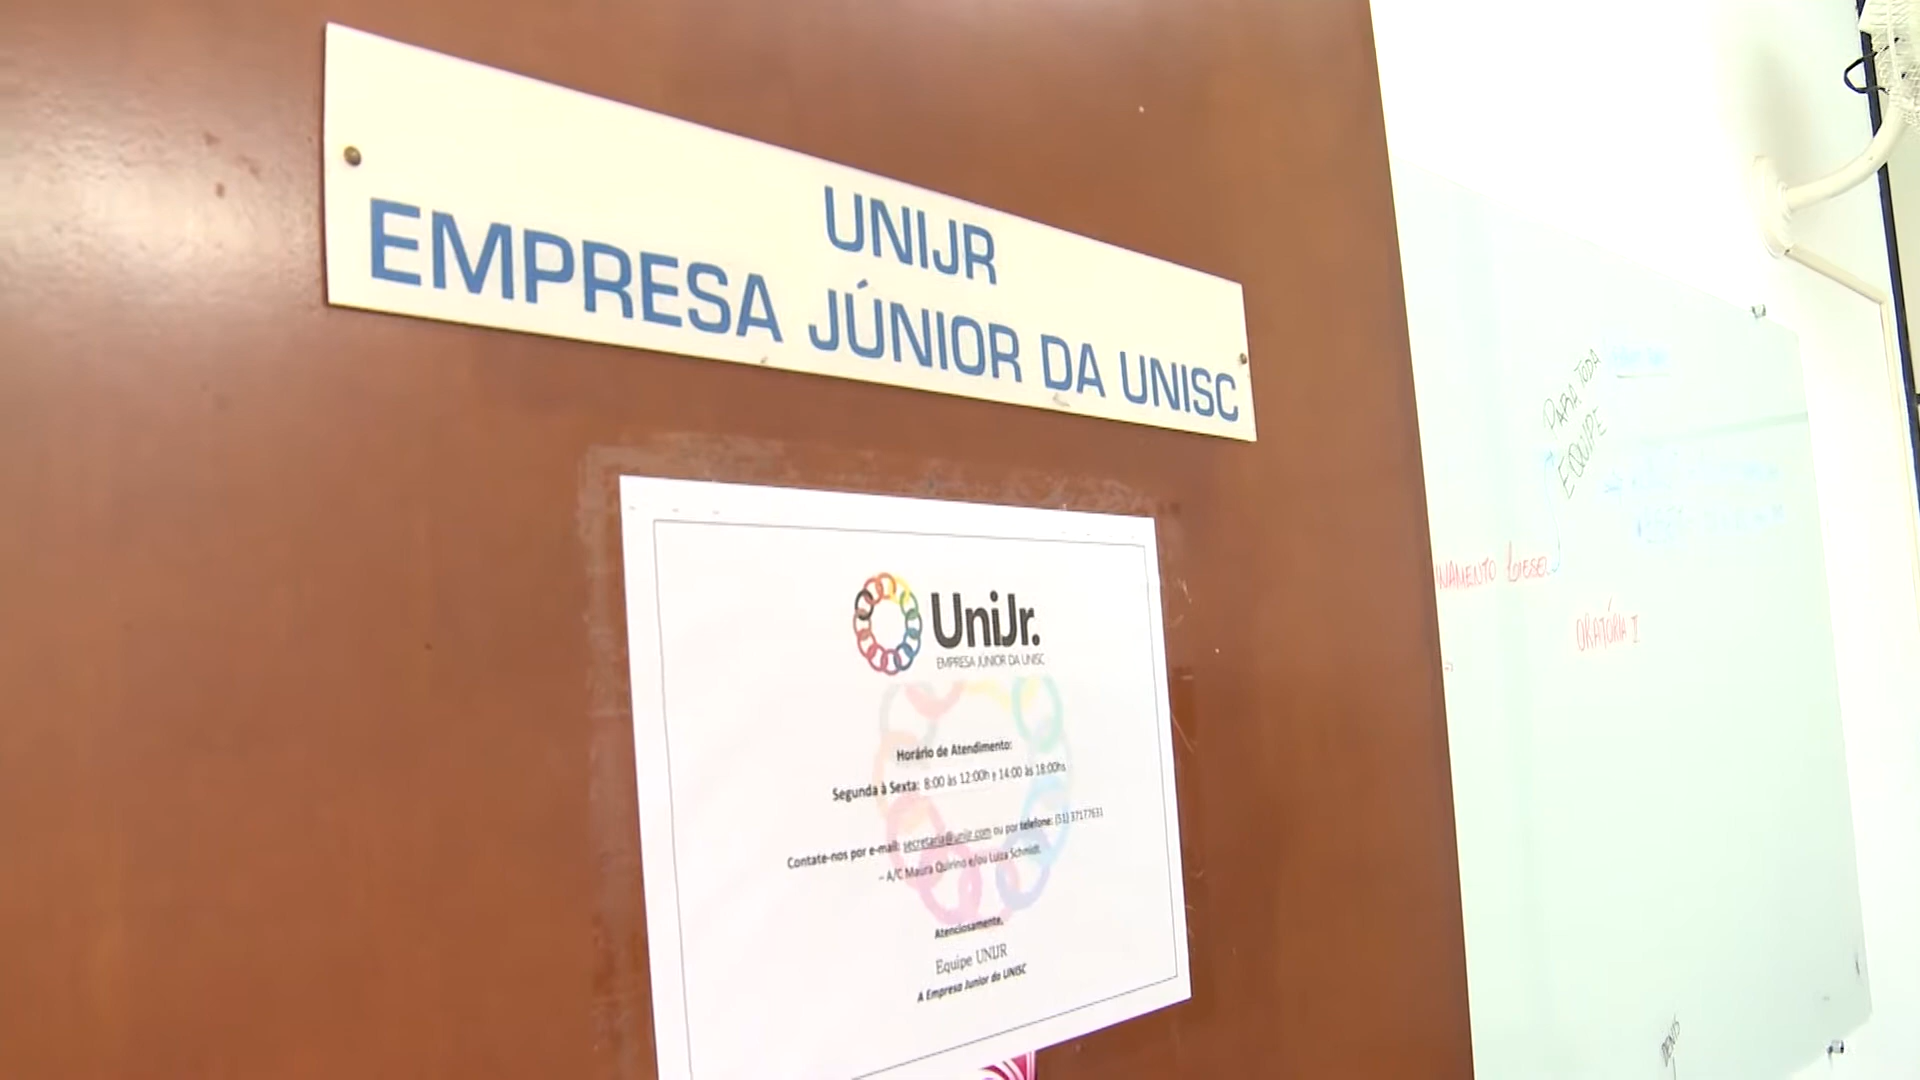 UNIJR
EMPRESA JÚNIOR DA UNISC
UniJr.
EMPRESA JÚNIOR DA UNISC
Horário de Atendimento:
Segunda à Sexta: 8:00 às 12:00h y 14:00 às 18:00hs
Contate-nos por e-mail: secretaria@unijr.com ou por telefone: (51) 37177631
– A/C Maura Quirino e/ou Luiza Schmidt.
Atenciosamente,
Equipe UNIJR
A Empresa Junior da UNISC
PARA TODA
EQUIPE
NAMENTO
ORATÓRIA I